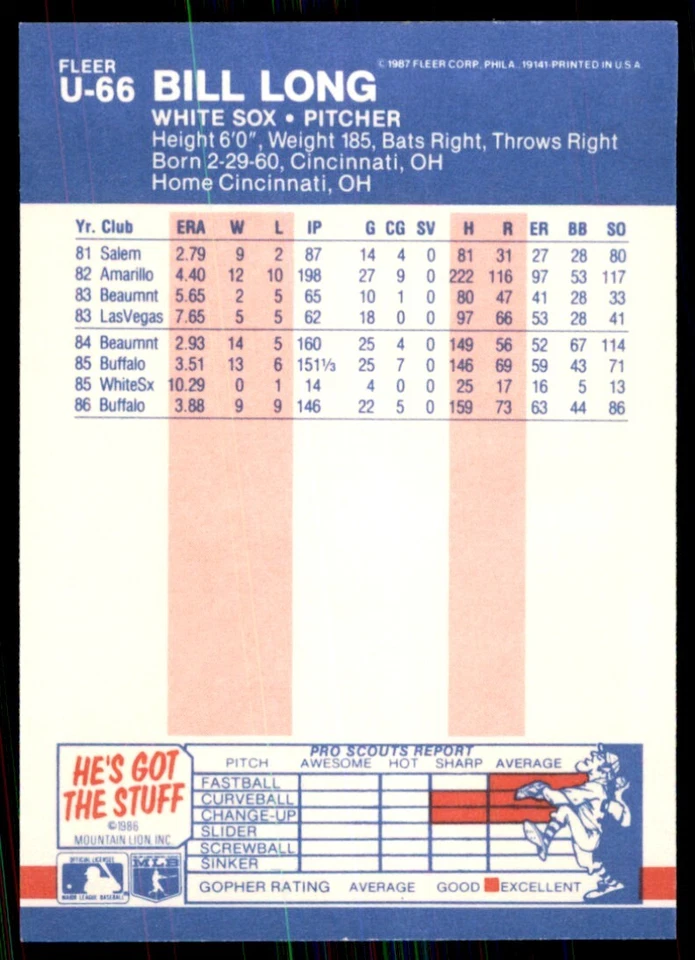 FLEER
U-66 BILL LONG
© 1987 FLEER CORP. PHILA. 19141-PRINTED IN U.S.A.
WHITE SOX • PITCHER
Height 6'0", Weight 185, Bats Right, Throws Right
Born 2-29-60, Cincinnati, OH
Home Cincinnati, OH
Yr. Club ERA W L IP G CG SV H R ER BB SO
81 Salem 2.79 9 2 87 14 4 0 81 31 27 28 80
82 Amarillo 4.40 12 10 198 27 9 0 222 116 97 53 117
83 Beaumnt 5.65 2 5 65 10 1 0 80 47 41 28 33
83 LasVegas 7.65 5 5 62 18 0 0 97 66 53 28 41
84 Beaumnt 2.93 14 5 160 25 4 0 149 56 52 67 114
85 Buffalo 3.51 13 6 151⅓ 25 7 0 146 69 59 43 71
85 WhiteSx 10.29 0 1 14 4 0 0 25 17 16 5 13
86 Buffalo 3.88 9 9 146 22 5 0 159 73 63 44 86
HE'S GOT
THE STUFF
©1986
MOUNTAIN LION, INC.
PRO SCOUTS REPORT
PITCH AWESOME HOT SHARP AVERAGE
FASTBALL
CURVEBALL
CHANGE-UP
SLIDER
SCREWBALL
SINKER
GOPHER RATING AVERAGE GOOD EXCELLENT
OFFICIAL LICENSEE
MAJOR LEAGUE BASEBALL
MLB